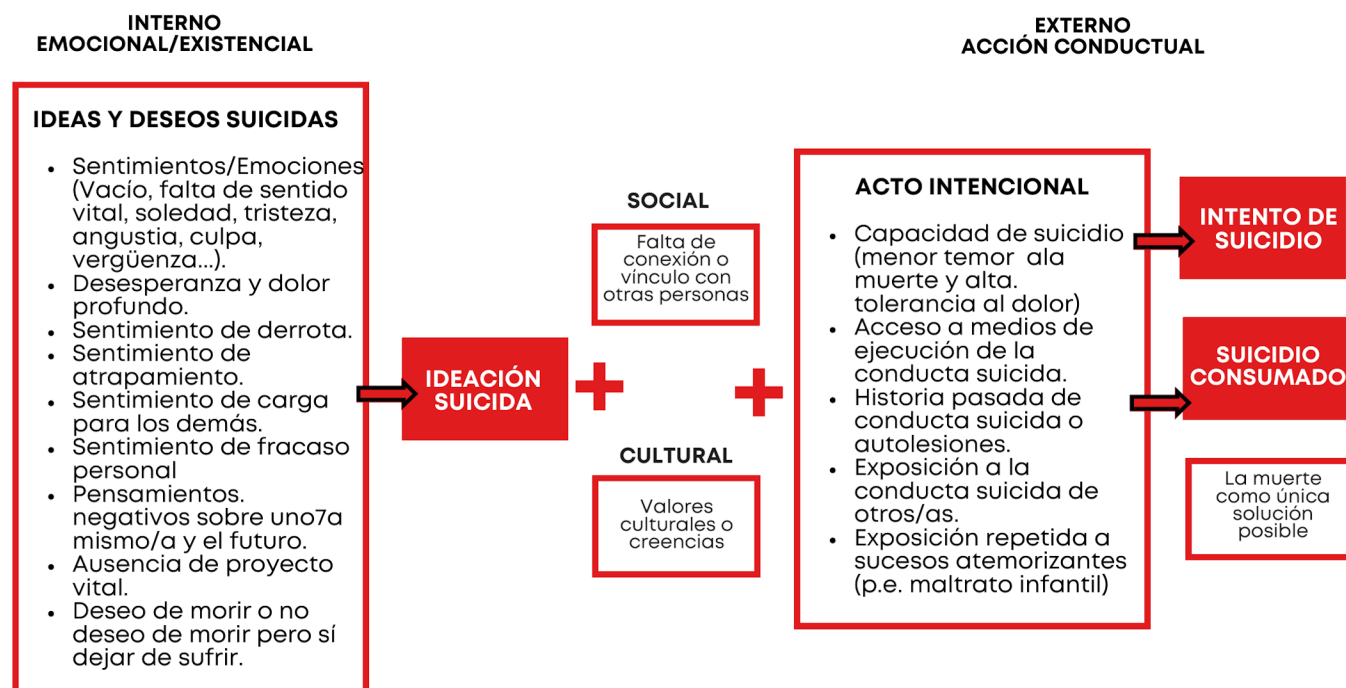 INTERNO
EMOCIONAL/EXISTENCIAL
EXTERNO
ACCIÓN CONDUCTUAL
IDEAS Y DESEOS SUICIDAS
• Sentimientos/Emociones
(Vacío, falta de sentido
vital, soledad, tristeza,
angustia, culpa,
vergüenza...).
• Desesperanza y dolor
profundo.
• Sentimiento de derrota.
• Sentimiento de
atrapamiento.
• Sentimiento de carga
para los demás.
• Sentimiento de fracaso
personal
• Pensamientos.
negativos sobre uno7a
mismo/a y el futuro.
• Ausencia de proyecto
vital.
• Deseo de morir o no
deseo de morir pero sí
dejar de sufrir.
IDEACIÓN
SUICIDA
+
SOCIAL
Falta de
conexión o
vínculo con
otras personas
CULTURAL
Valores
culturales o
creencias
+
ACTO INTENCIONAL
• Capacidad de suicidio
(menor temor ala
muerte y alta.
tolerancia al dolor)
• Acceso a medios de
ejecución de la
conducta suicida.
• Historia pasada de
conducta suicida o
autolesiones.
• Exposición a la
conducta suicida de
otros/as.
• Exposición repetida a
sucesos atemorizantes
(p.e. maltrato infantil)
INTENTO DE
SUICIDIO
SUICIDIO
CONSUMADO
La muerte
como única
solución
posible